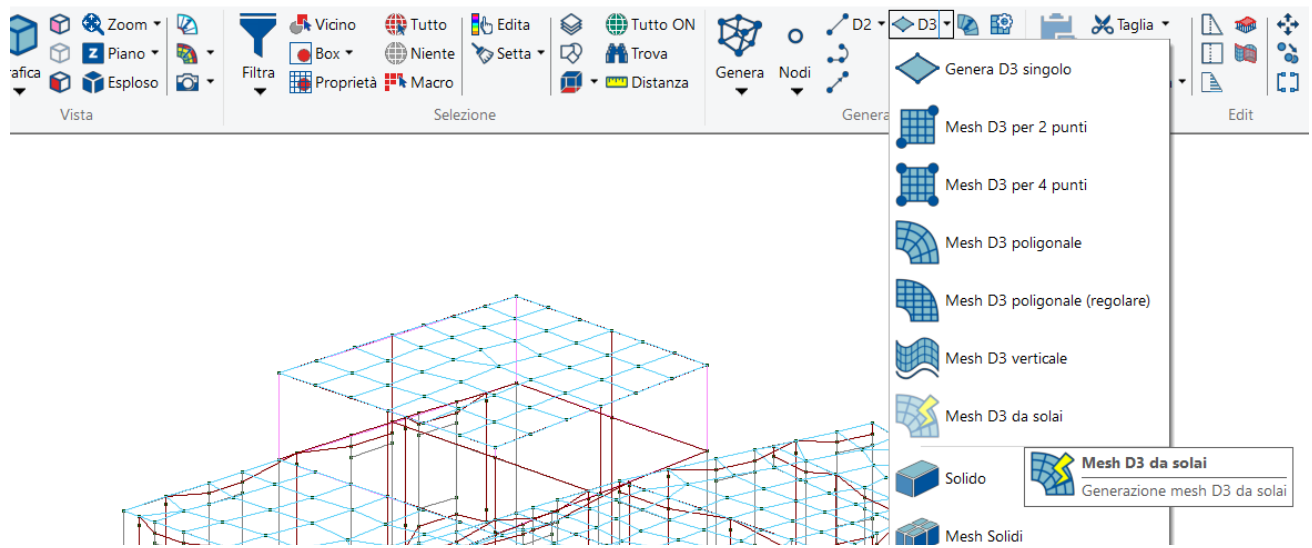 Zoom
Vicino
Tutto
Edita
Tutto ON
D2
D3
Taglia
Z
Piano
Box
Niente
Setta
Trova
Filtra
Genera
Nodi
Esploso
Proprietà
Macro
Distanza
Vista
Selezione
Genera
Edit
Genera D3 singolo
Mesh D3 per 2 punti
Mesh D3 per 4 punti
Mesh D3 poligonale
Mesh D3 poligonale (regolare)
Mesh D3 verticale
Mesh D3 da solai
Solido
Mesh D3 da solai
Generazione mesh D3 da solai
Mesh Solidi